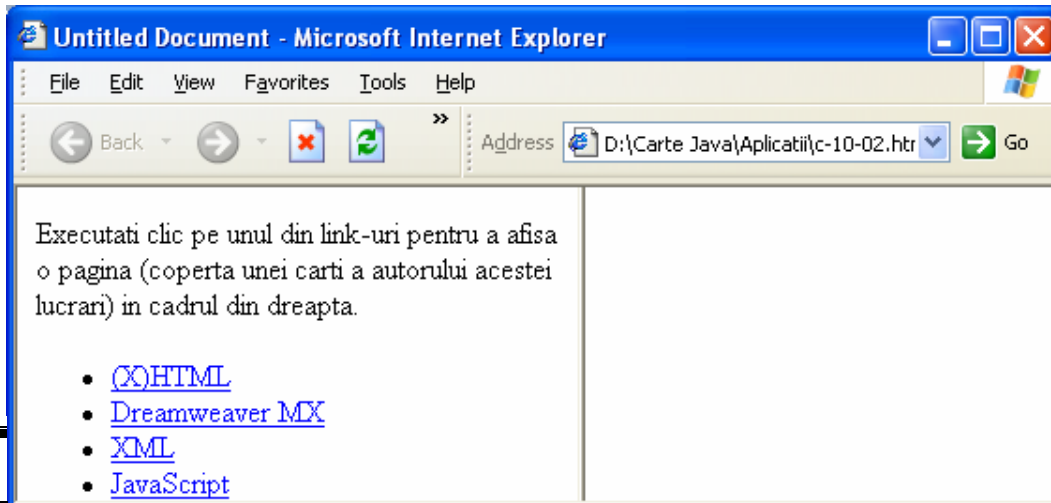 Untitled Document - Microsoft Internet Explorer
File Edit View Favorites Tools Help
Back » Address D:\Carte Java\Aplicatii\c-10-02.htr Go
Executati clic pe unul din link-uri pentru a afisa
o pagina (coperta unei carti a autorului acestei
lucrari) in cadrul din dreapta.
• (X)HTML
• Dreamweaver MX
• XML
• JavaScript